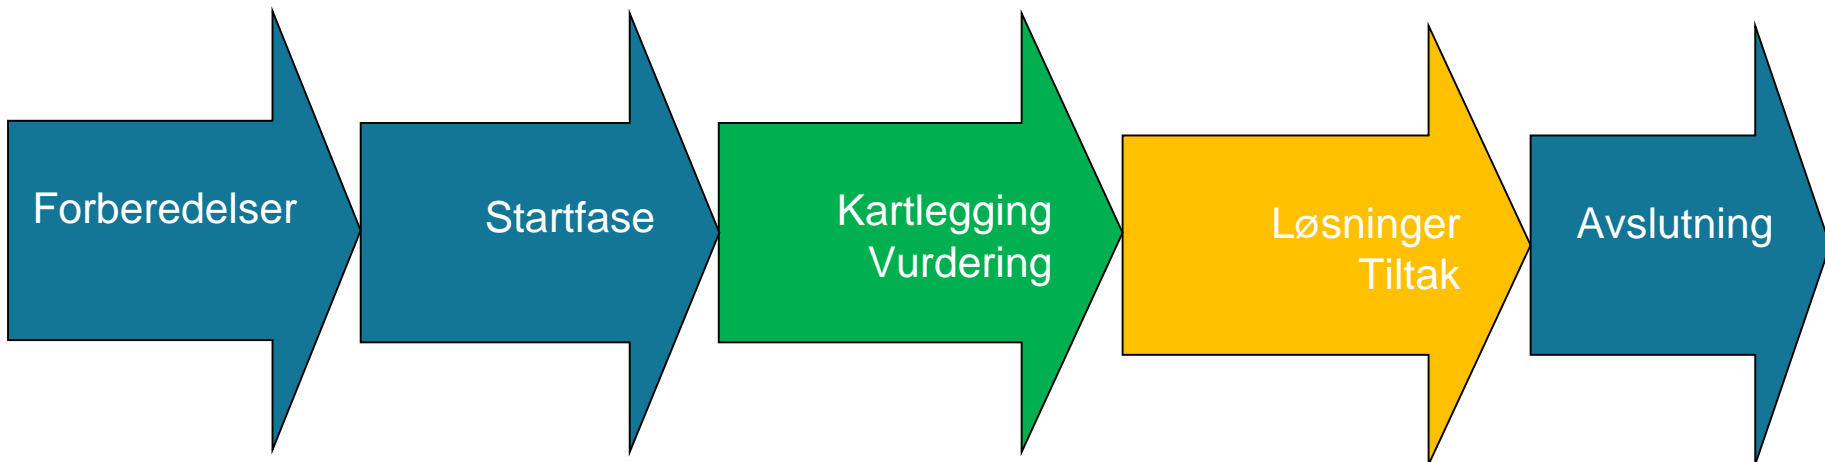 Forberedelser
Startfase
Kartlegging
Vurdering
Løsninger
Tiltak
Avslutning